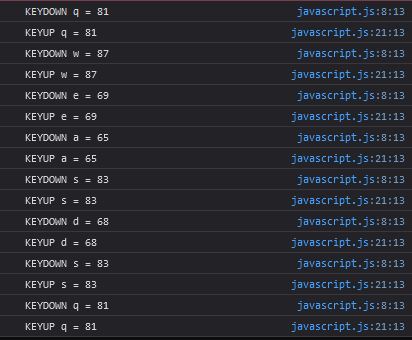 KEYDOWN q = 81 javascript.js:8:13
KEYUP q = 81 javascript.js:21:13
KEYDOWN w = 87 javascript.js:8:13
KEYUP w = 87 javascript.js:21:13
KEYDOWN e = 69 javascript.js:8:13
KEYUP e = 69 javascript.js:21:13
KEYDOWN a = 65 javascript.js:8:13
KEYUP a = 65 javascript.js:21:13
KEYDOWN s = 83 javascript.js:8:13
KEYUP s = 83 javascript.js:21:13
KEYDOWN d = 68 javascript.js:8:13
KEYUP d = 68 javascript.js:21:13
KEYDOWN s = 83 javascript.js:8:13
KEYUP s = 83 javascript.js:21:13
KEYDOWN q = 81 javascript.js:8:13
KEYUP q = 81 javascript.js:21:13